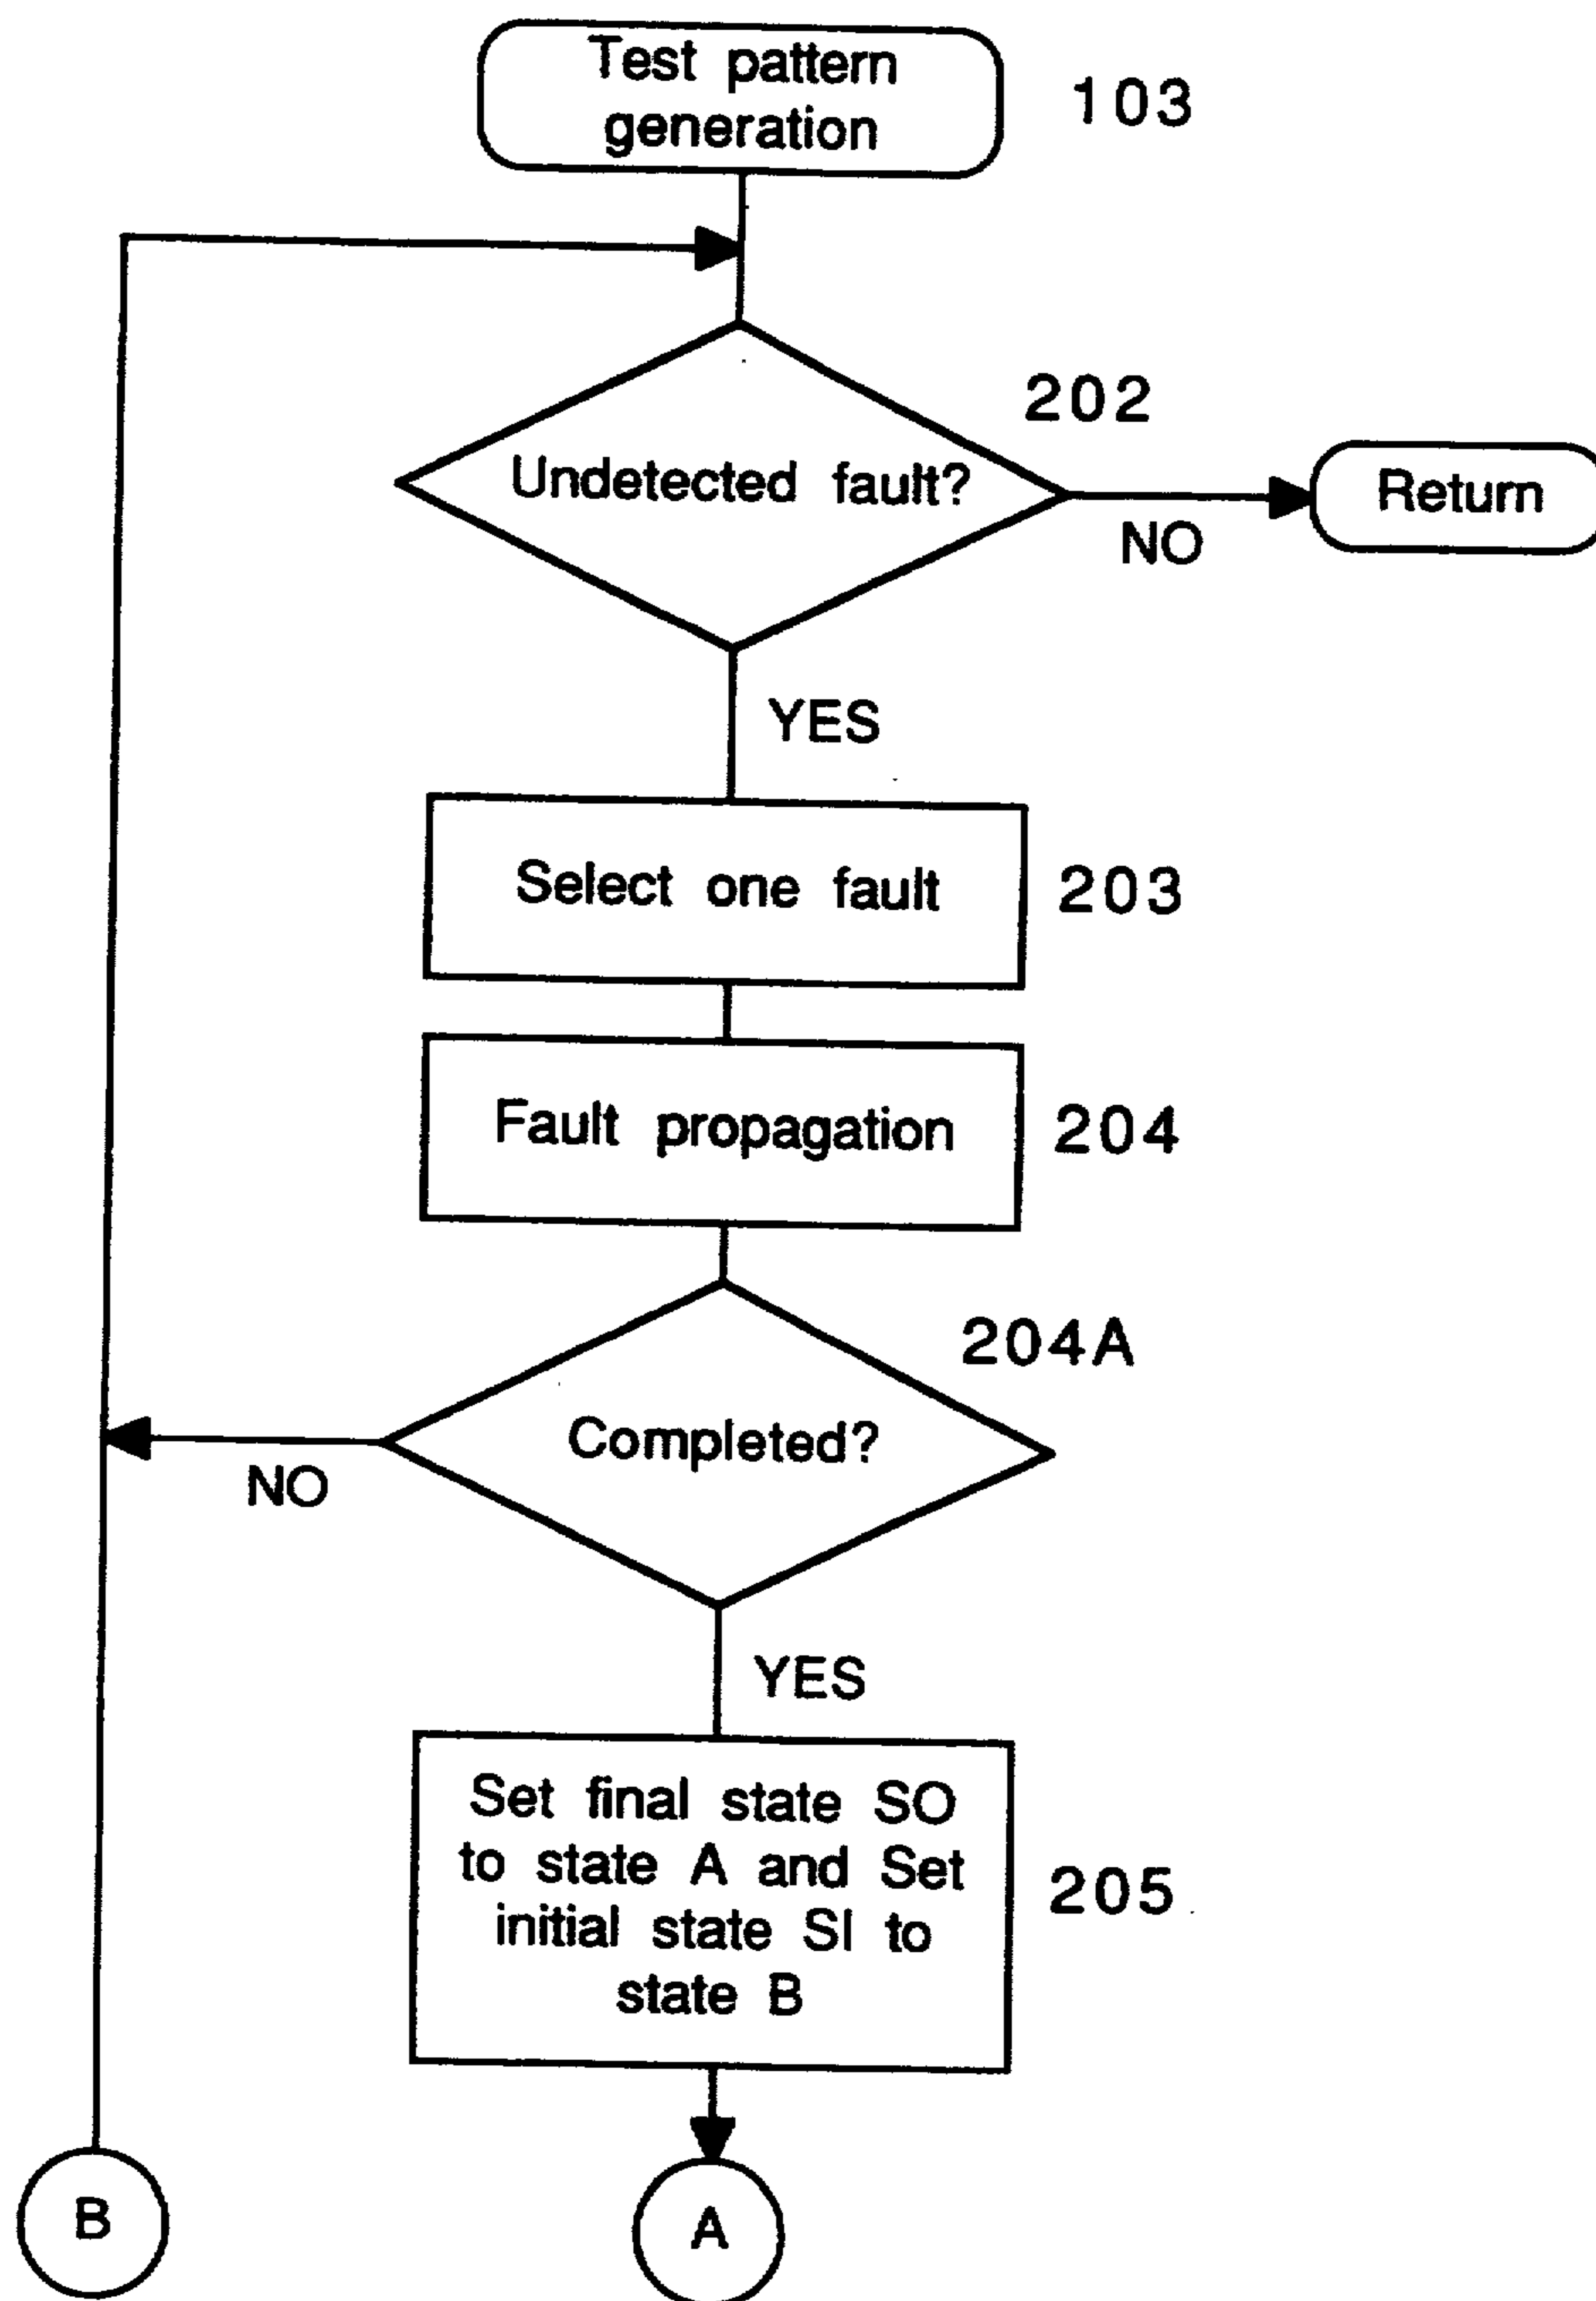 Test pattern
generation
103
202
Undetected fault?
Return
NO
YES
Select one fault
203
Fault propagation
204
204A
Completed?
NO
YES
Set final state SO
to state A and Set
initial state SI to
state B
205
B
A